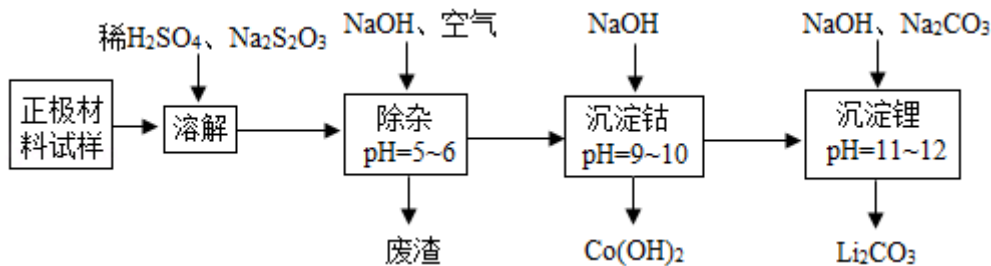 稀H₂SO₄、Na₂S₂O₃
NaOH、空气
NaOH
NaOH、Na₂CO₃
正极材
料试样
溶解
除杂
pH=5~6
沉淀钴
pH=9~10
沉淀锂
pH=11~12
废渣
Co(OH)₂
Li₂CO₃